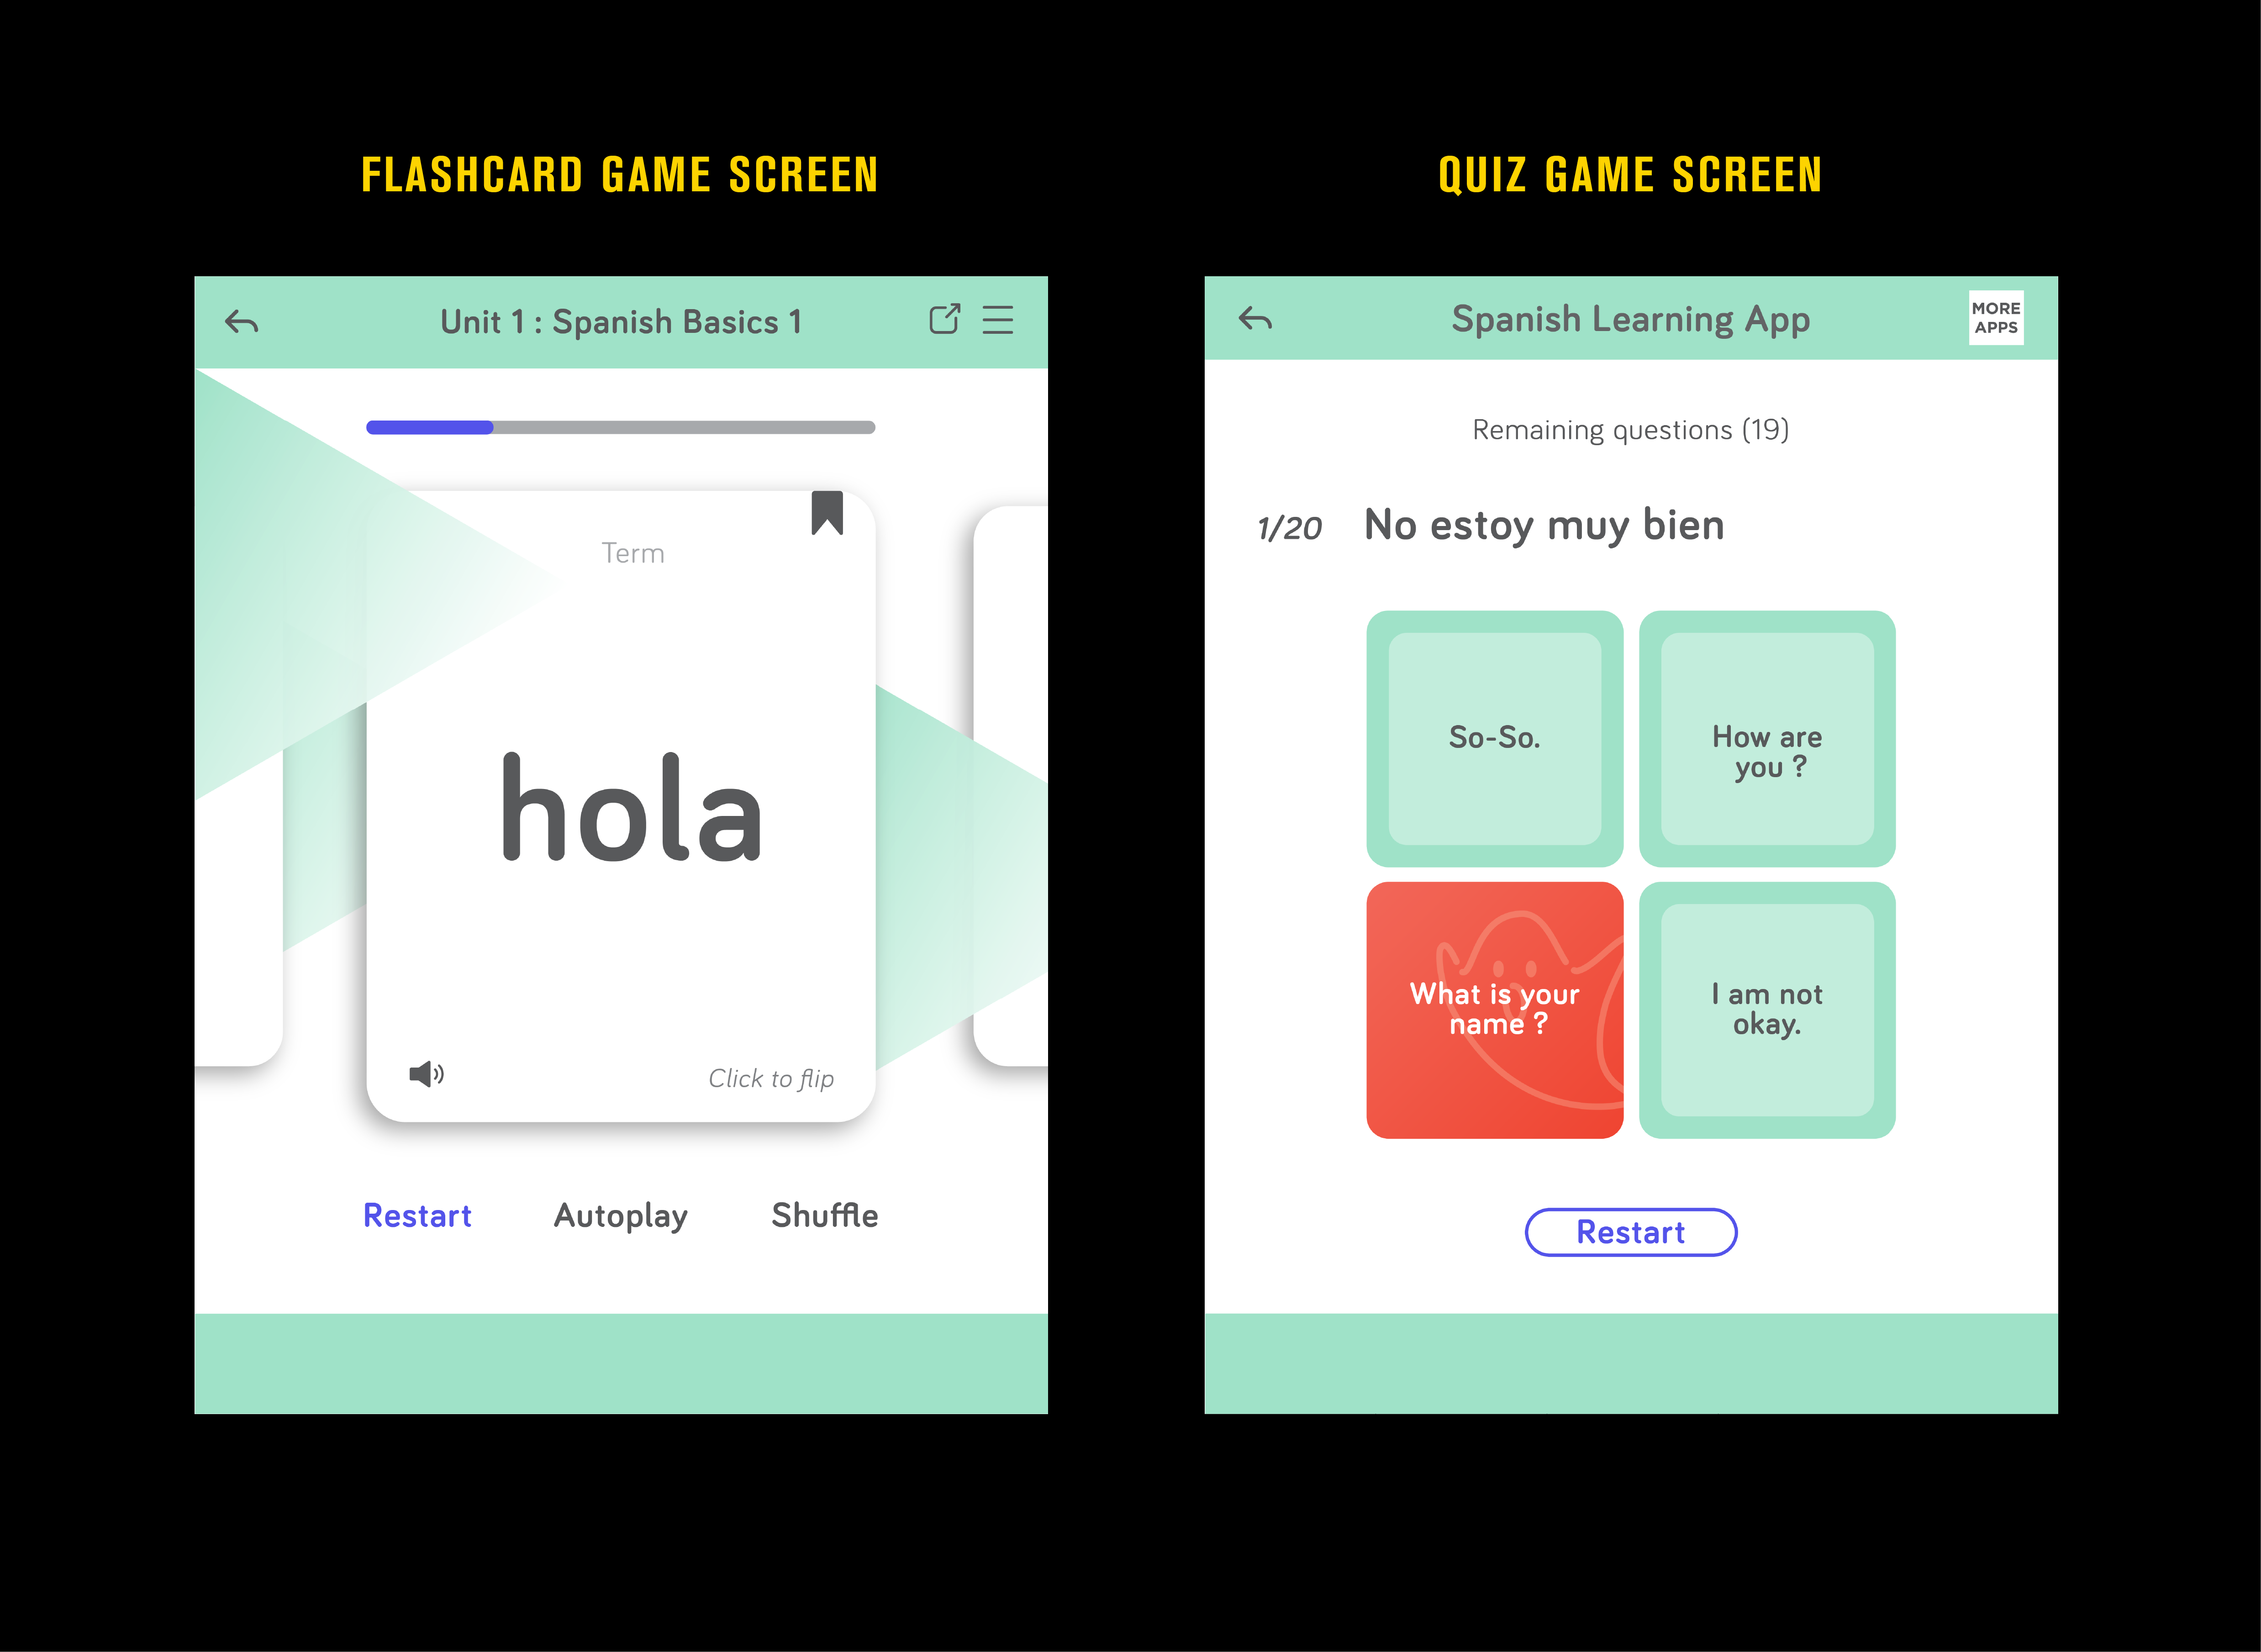 FLASHCARD GAME SCREEN
Unit 1 : Spanish Basics 1
Term
hola
Click to flip
Restart
Autoplay
Shuffle
QUIZ GAME SCREEN
Spanish Learning App
MORE
APPS
Remaining questions (19)
1/20 No estoy muy bien
So-So.
How are
you ?
What is your
name ?
I am not
okay.
Restart